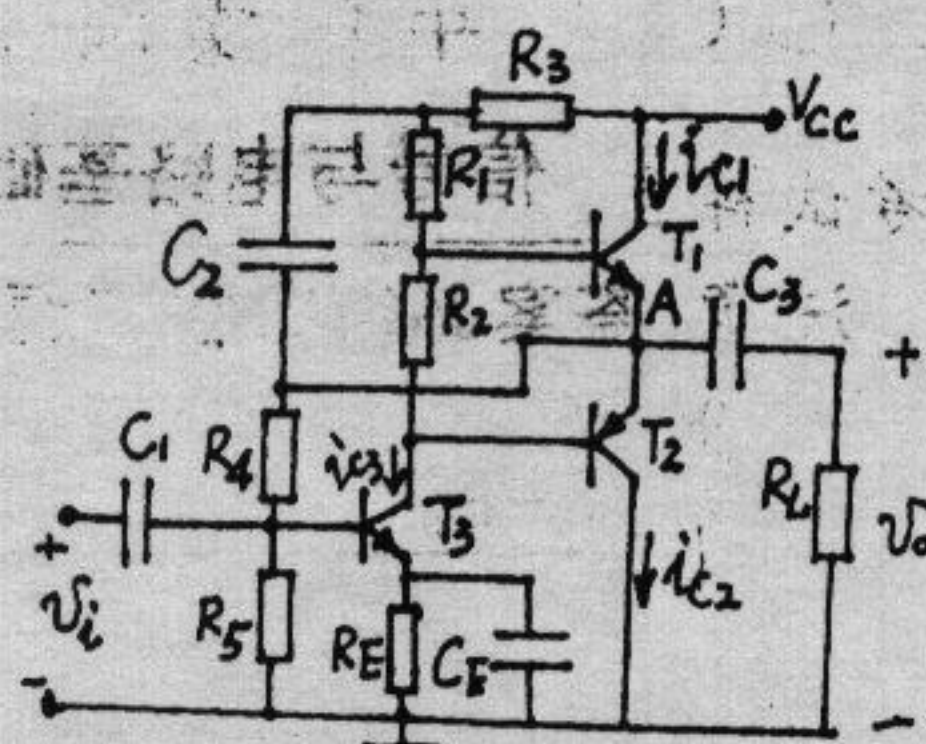 R3
VCC
R1
iC1
C2
T1
R2
A
C3
+
C1
R4
iC3
T2
T3
RL
+
vi
vo
R5
RE
CE
iC2
-
-